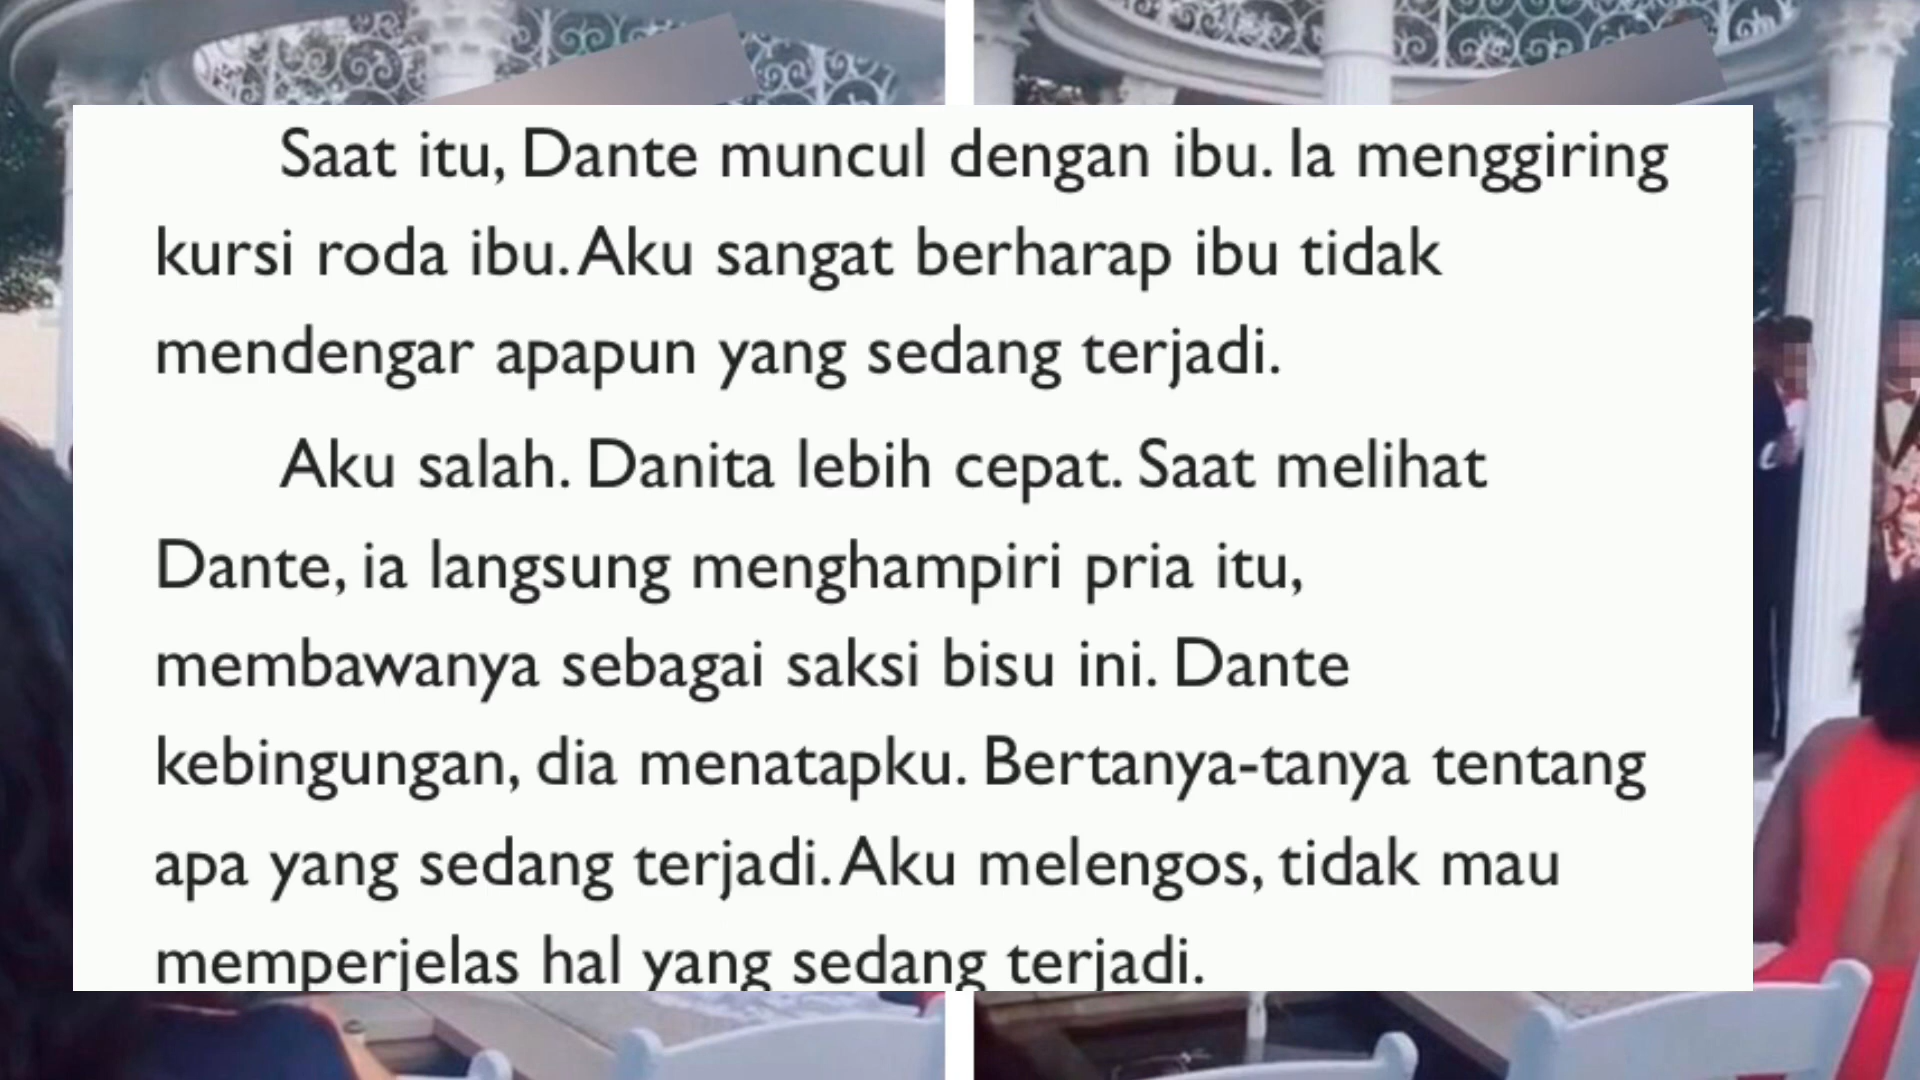 Saat itu, Dante muncul dengan ibu. Ia menggiring
kursi roda ibu. Aku sangat berharap ibu tidak
mendengar apapun yang sedang terjadi.
Aku salah. Danita lebih cepat. Saat melihat
Dante, ia langsung menghampiri pria itu,
membawanya sebagai saksi bisu ini. Dante
kebingungan, dia menatapku. Bertanya-tanya tentang
apa yang sedang terjadi. Aku melengos, tidak mau
memperjelas hal yang sedang terjadi.